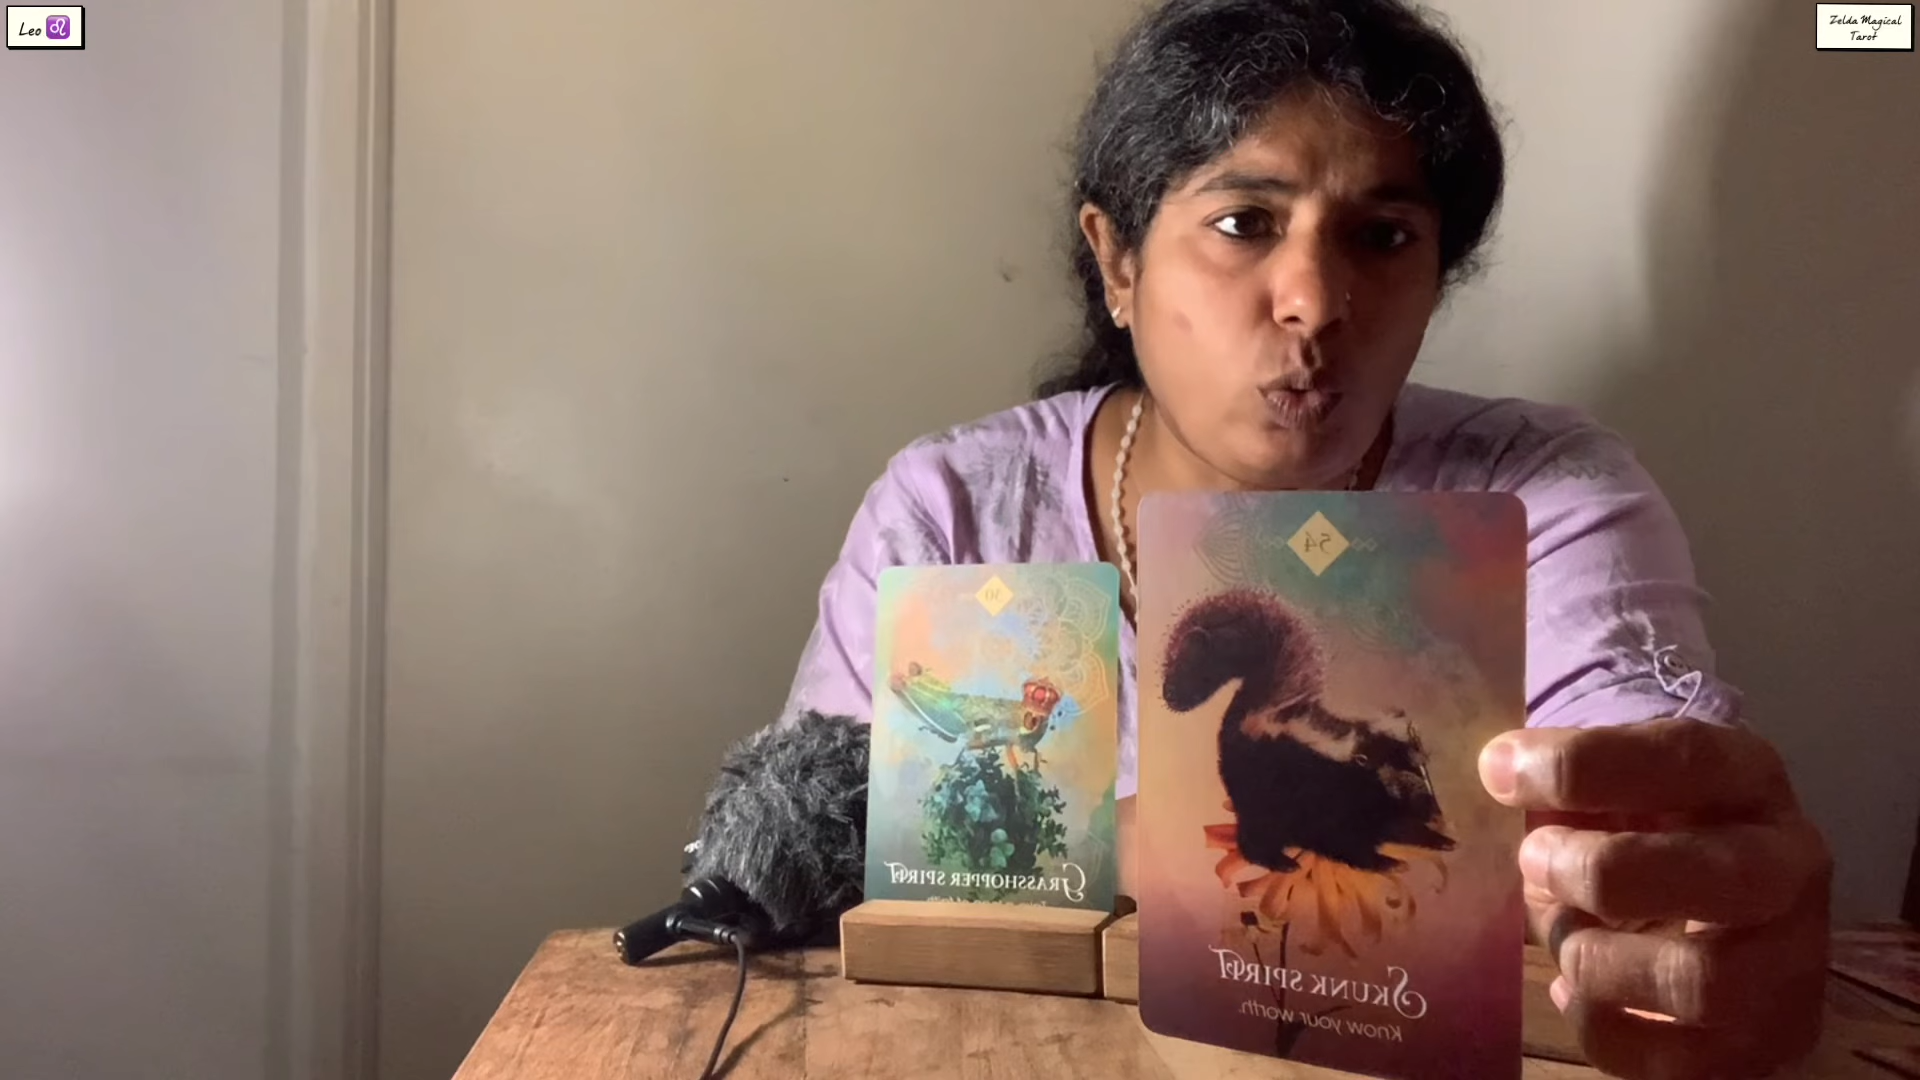 Leo ♌
Zelda Magical
Tarot
54
30
GRASSHOPPER SPIRIT
SKUNK SPIRIT
Know your worth.